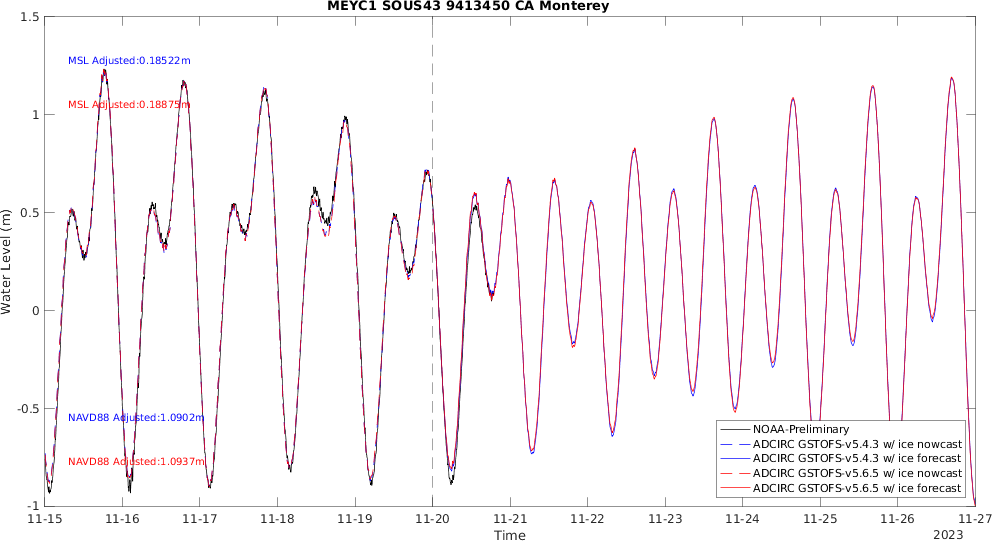 MEYC1 SOUS43 9413450 CA Monterey
1.5
1
0.5
0
-0.5
-1
Water Level (m)
MSL Adjusted:0.18522m
MSL Adjusted:0.18875m
NAVD88 Adjusted:1.0902m
NAVD88 Adjusted:1.0937m
NOAA-Preliminary
ADCIRC GSTOFS-v5.4.3 w/ ice nowcast
ADCIRC GSTOFS-v5.4.3 w/ ice forecast
ADCIRC GSTOFS-v5.6.5 w/ ice nowcast
ADCIRC GSTOFS-v5.6.5 w/ ice forecast
11-15 11-16 11-17 11-18 11-19 11-20 11-21 11-22 11-23 11-24 11-25 11-26 11-27
Time
2023